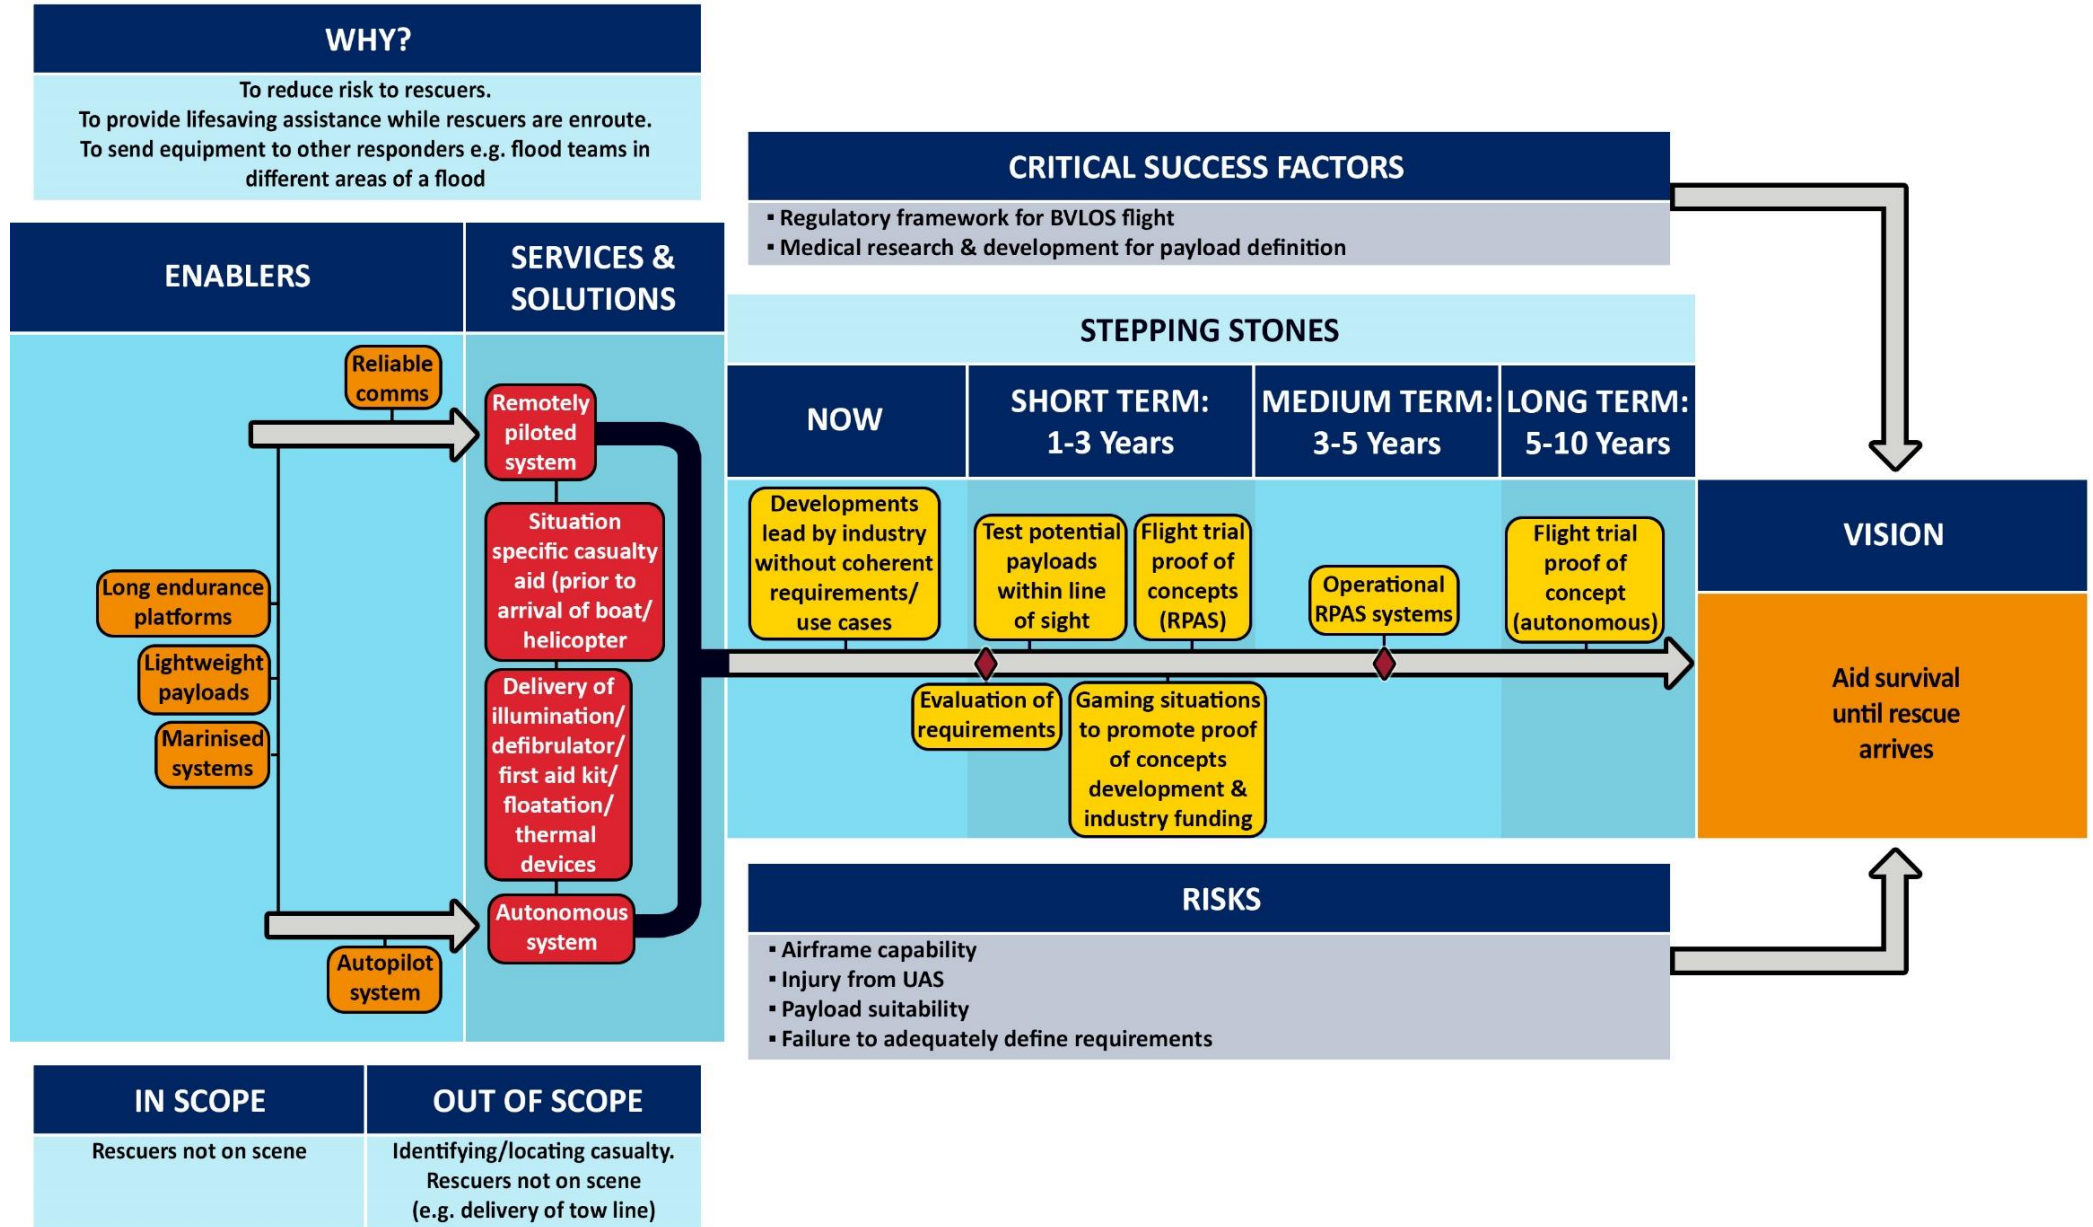 WHY?
To reduce risk to rescuers.
To provide lifesaving assistance while rescuers are enroute.
To send equipment to other responders e.g. flood teams in
different areas of a flood
CRITICAL SUCCESS FACTORS
▪ Regulatory framework for BVLOS flight
▪ Medical research & development for payload definition
ENABLERS
Reliable
comms
Long endurance
platforms
Lightweight
payloads
Marinised
systems
Autopilot
system
SERVICES &
SOLUTIONS
Remotely
piloted
system
Situation
specific casualty
aid (prior to
arrival of boat/
helicopter
Delivery of
illumination/
defibrulator/
first aid kit/
floatation/
thermal
devices
Autonomous
system
STEPPING STONES
NOW
Developments
lead by industry
without coherent
requirements/
use cases
Evaluation of
requirements
SHORT TERM:
1-3 Years
Test potential
payloads
within line
of sight
Flight trial
proof of
concepts
(RPAS)
Gaming situations
to promote proof
of concepts
development &
industry funding
MEDIUM TERM:
3-5 Years
Operational
RPAS systems
LONG TERM:
5-10 Years
Flight trial
proof of
concept
(autonomous)
VISION
Aid survival
until rescue
arrives
RISKS
▪ Airframe capability
▪ Injury from UAS
▪ Payload suitability
▪ Failure to adequately define requirements
IN SCOPE
Rescuers not on scene
OUT OF SCOPE
Identifying/locating casualty.
Rescuers not on scene
(e.g. delivery of tow line)